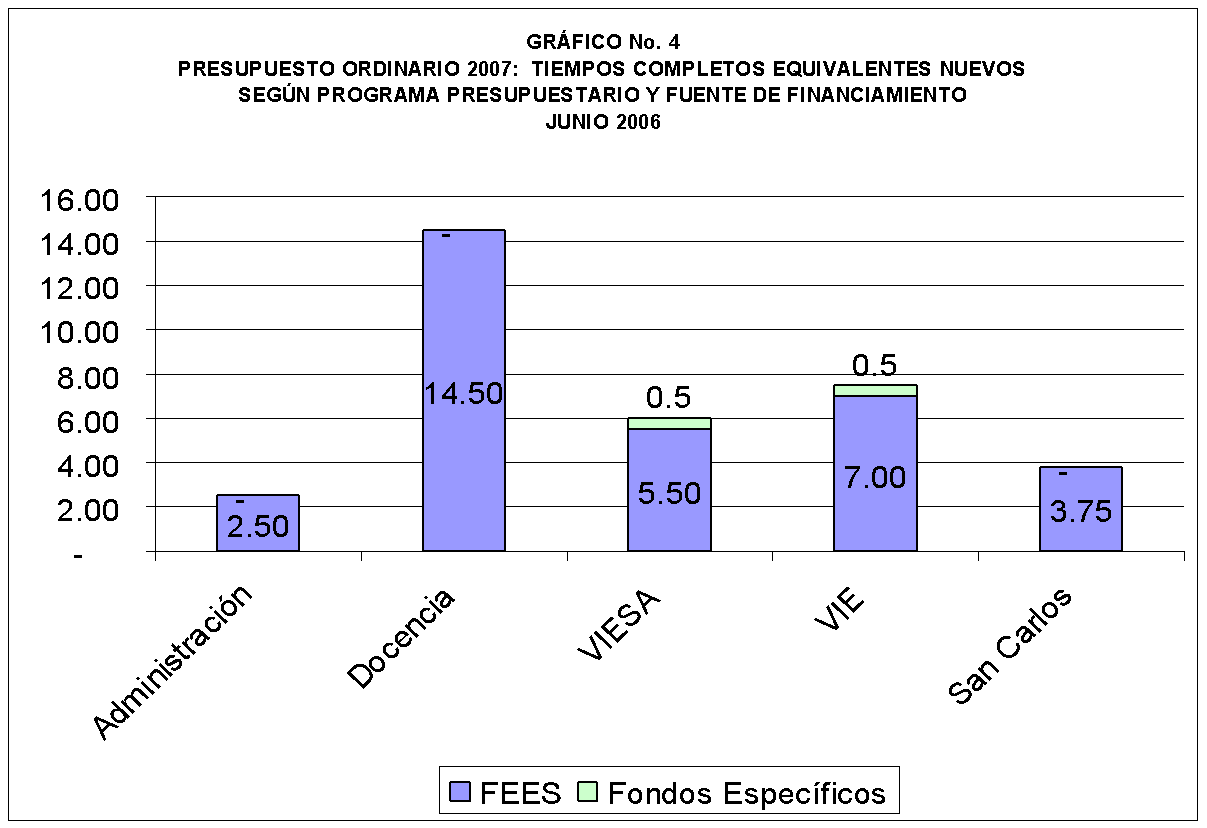 GRÁFICO No. 4
PRESUPUESTO ORDINARIO 2007:  TIEMPOS COMPLETOS EQUIVALENTES NUEVOS
SEGÚN PROGRAMA PRESUPUESTARIO Y FUENTE DE FINANCIAMIENTO
JUNIO 2006
16.00
14.00
12.00
10.00
8.00
6.00
4.00
2.00
-
-
2.50
-
14.50
0.5
5.50
0.5
7.00
-
3.75
Administración
Docencia
VIESA
VIE
San Carlos
FEES
Fondos Específicos